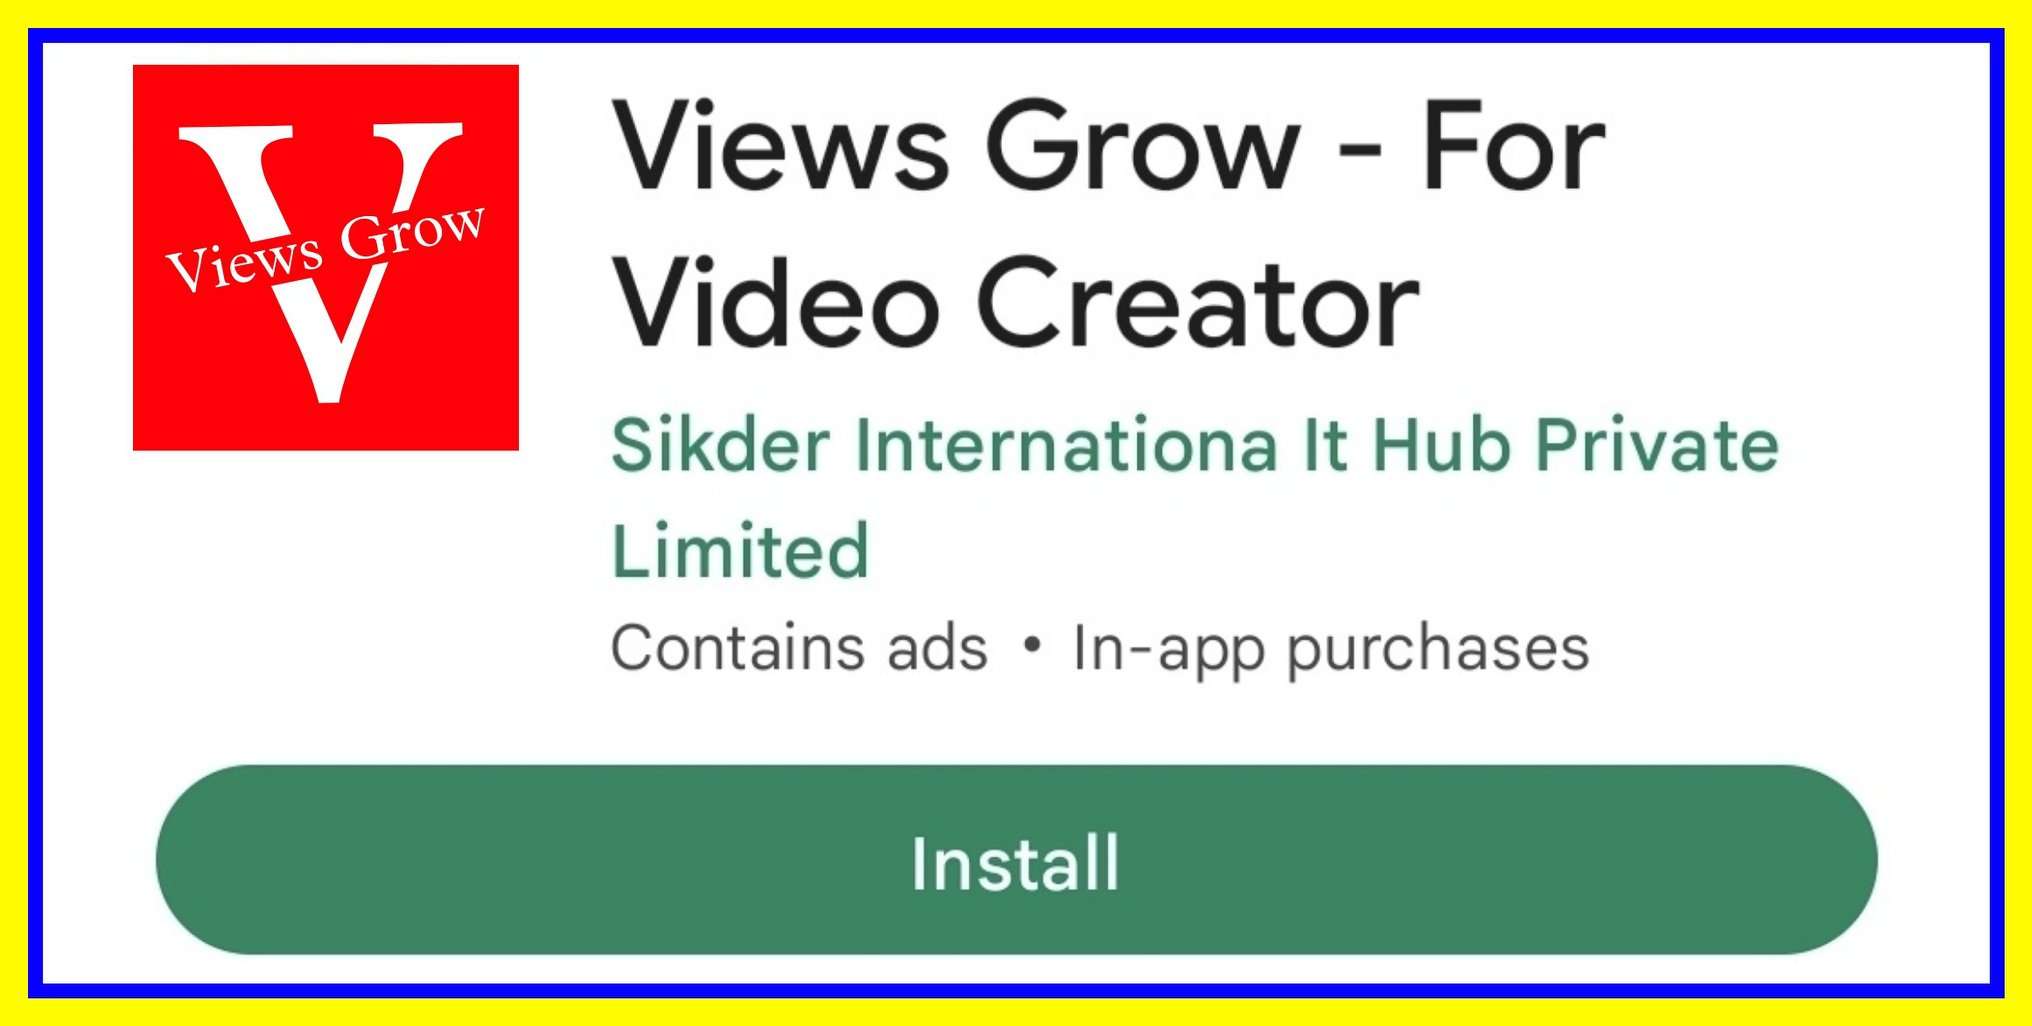 Views Grow
Views Grow - For
Video Creator
Sikder Internationa It Hub Private
Limited
Contains ads • In-app purchases
Install